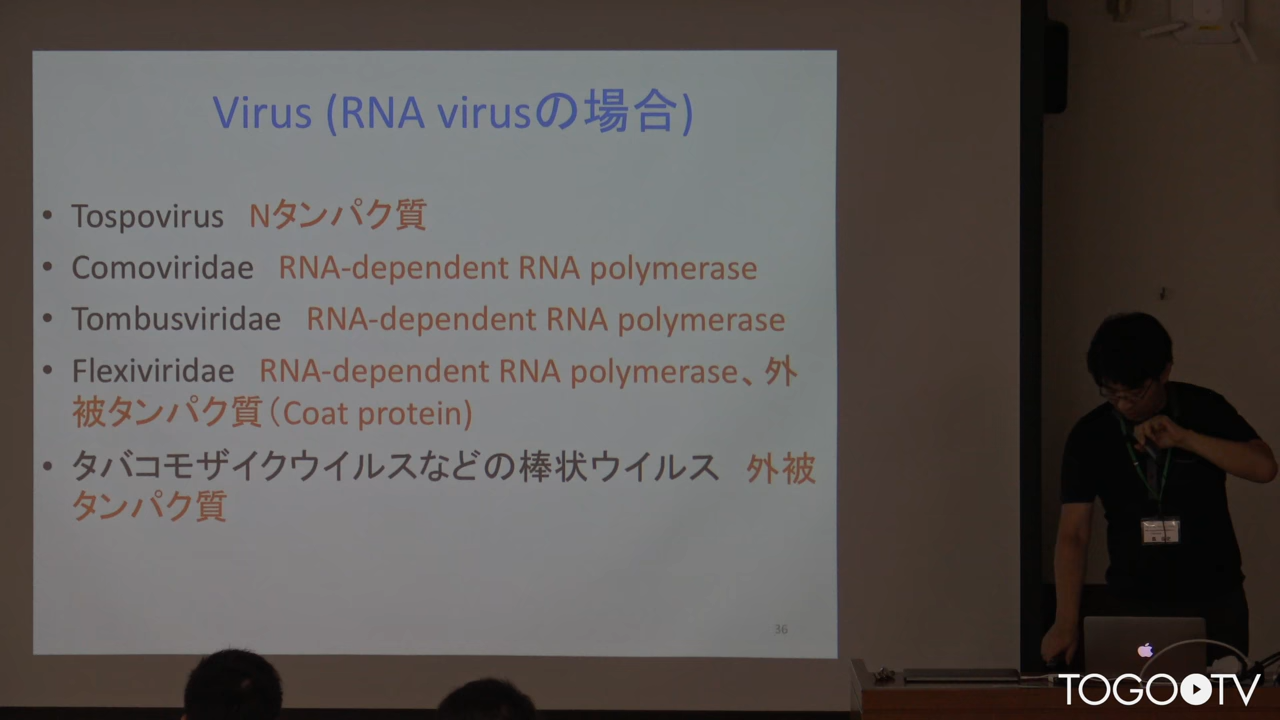 Virus (RNA virusの場合)
• Tospovirus Nタンパク質
• Comoviridae RNA-dependent RNA polymerase
• Tombusviridae RNA-dependent RNA polymerase
• Flexiviridae RNA-dependent RNA polymerase、外
被タンパク質（Coat protein)
• タバコモザイクウイルスなどの棒状ウイルス 外被
タンパク質
36
TOGOTV